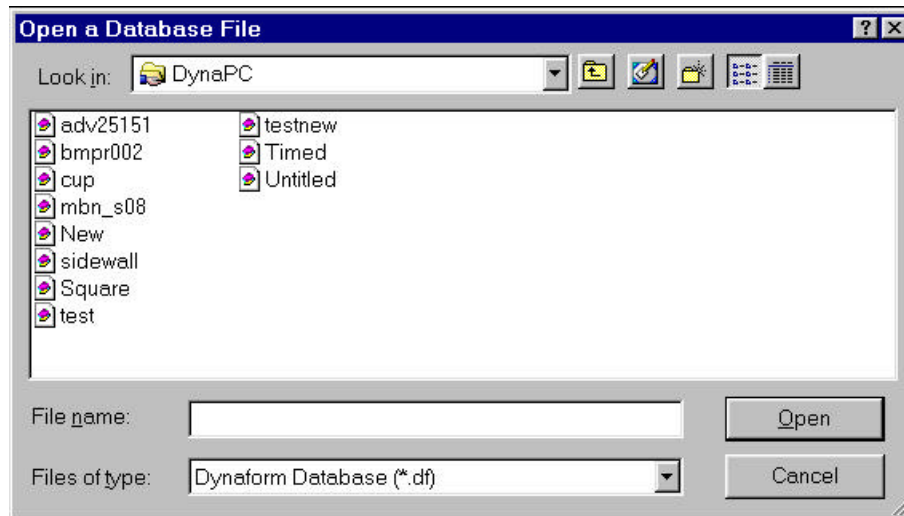 Open a Database File
Look in: DynaPC
adv25151 testnew
bmpr002 Timed
cup Untitled
mbn_s08
New
sidewall
Square
test
File name: Open
Files of type: Dynaform Database (*.df) Cancel